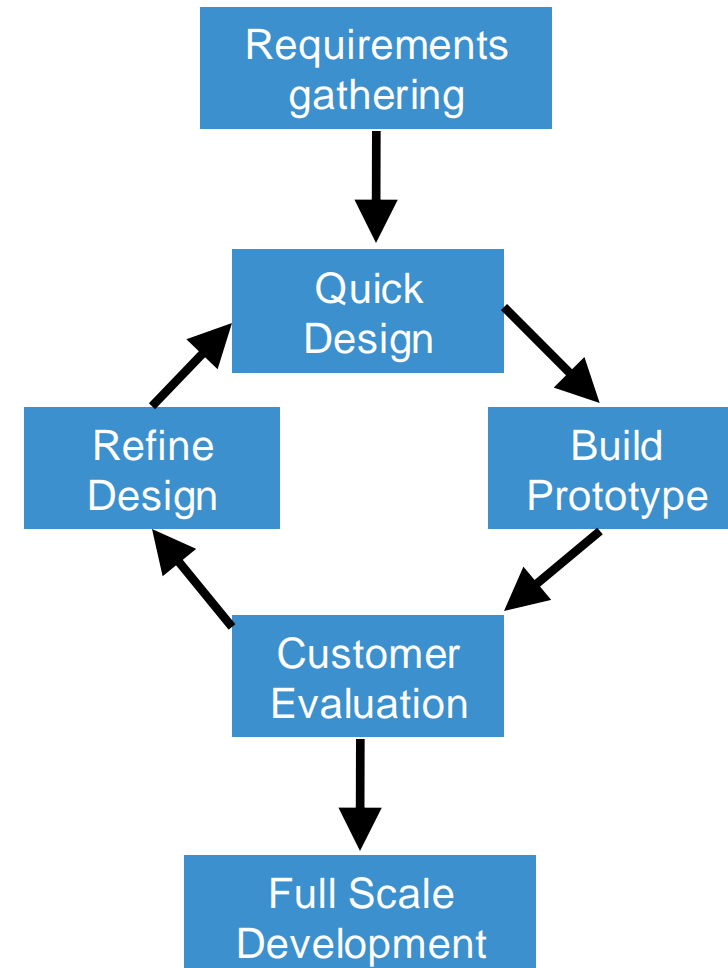 Requirements
gathering
Quick
Design
Refine
Design
Build
Prototype
Customer
Evaluation
Full Scale
Development